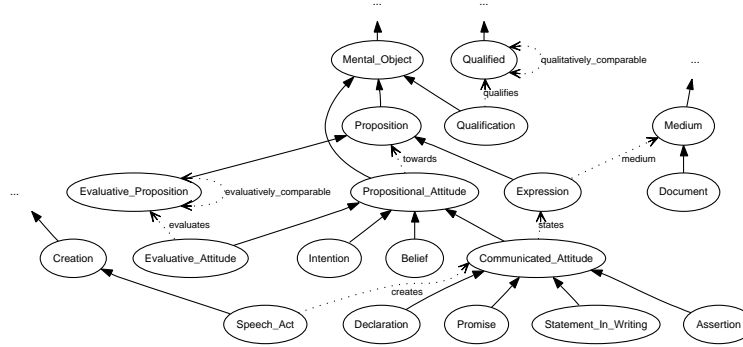 ...
...
Mental_Object
Qualified
qualitatively_comparable
...
qualifies
Proposition
Qualification
Medium
towards
medium
...
Evaluative_Proposition
evaluatively_comparable
Propositional_Attitude
Expression
Document
evaluates
states
Creation
Evaluative_Attitude
Intention
Belief
Communicated_Attitude
creates
Speech_Act
Declaration
Promise
Statement_In_Writing
Assertion